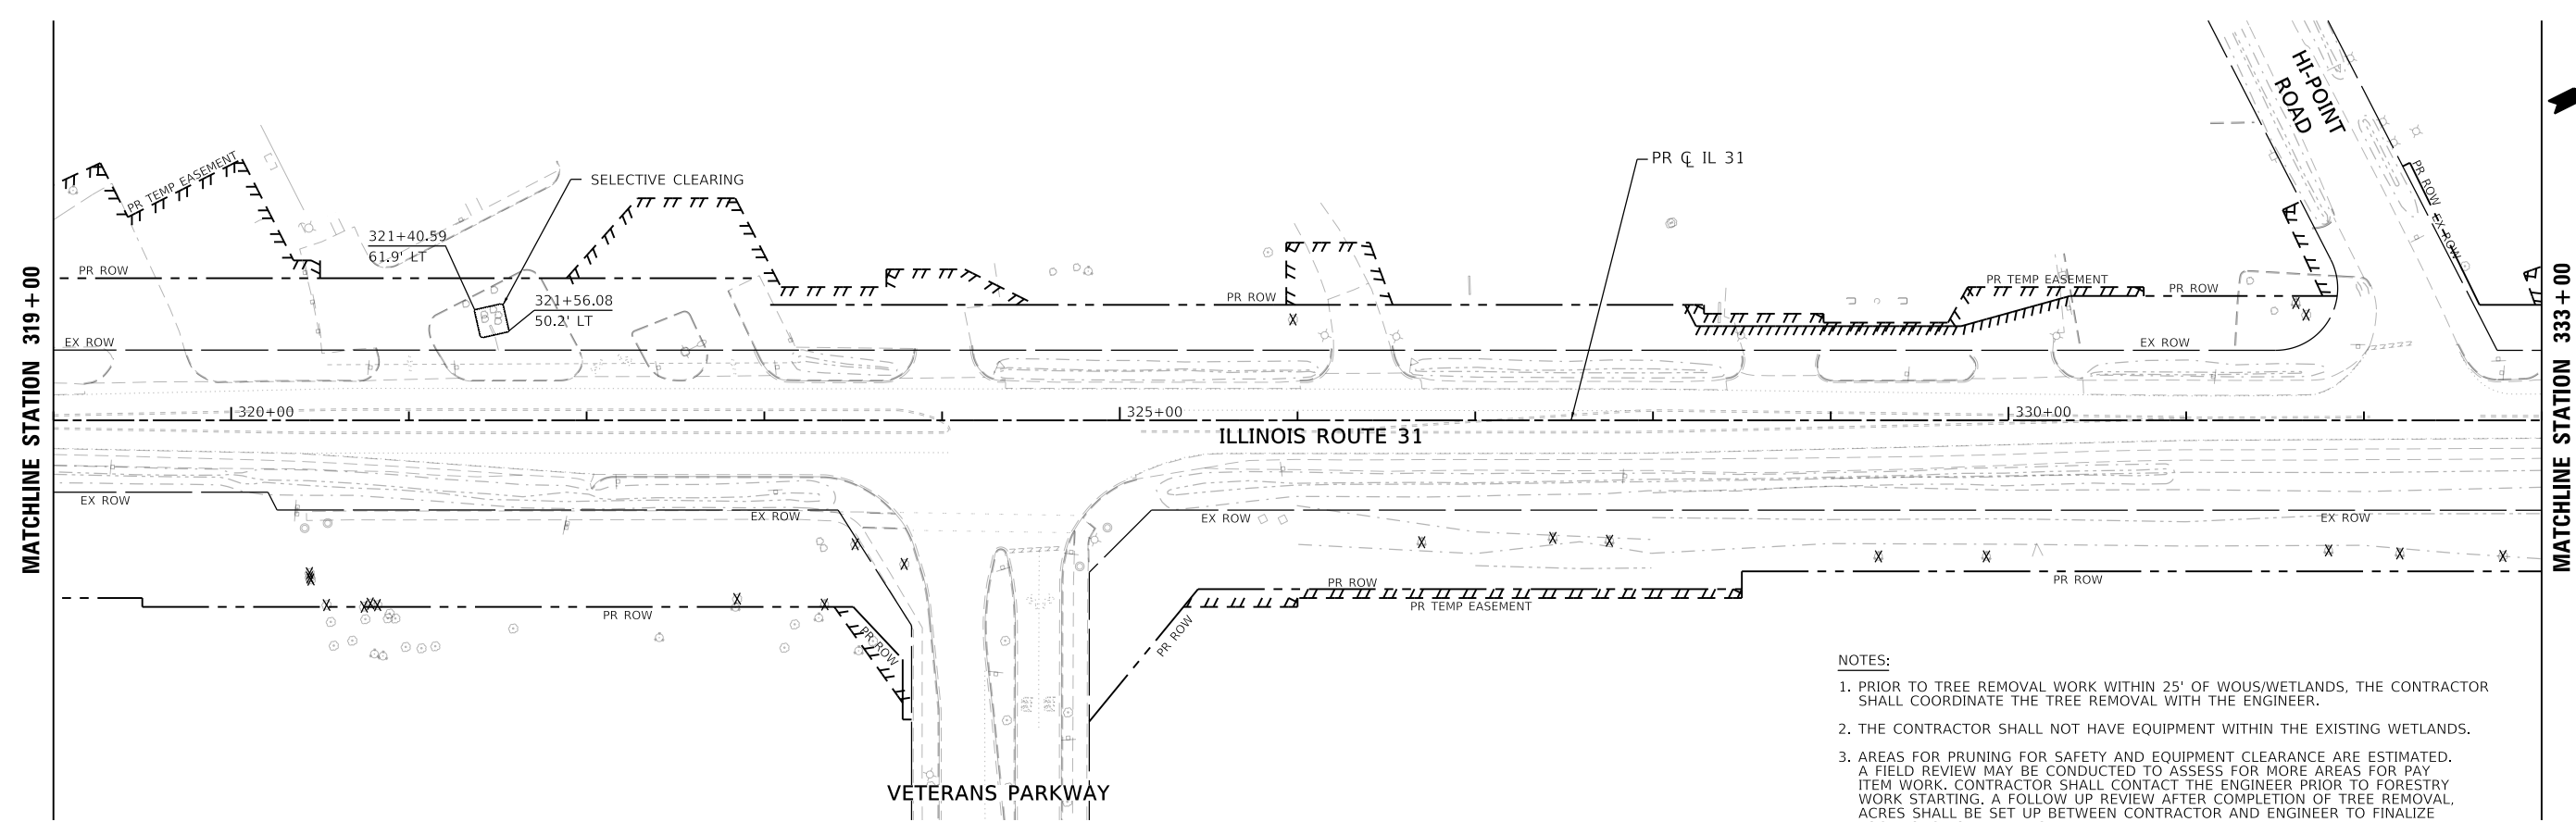 MATCHLINE STATION 319+00
HI-POINT
ROAD
PR ℄ IL 31
PR TEMP EASEMENT
SELECTIVE CLEARING
PR ROW
EX ROW
321+40.59
61.9' LT
PR ROW
321+56.08
50.2' LT
PR ROW
PR TEMP EASEMENT
PR ROW
EX ROW
EX ROW
320+00
325+00
330+00
ILLINOIS ROUTE 31
EX ROW
EX ROW
EX ROW
EX ROW
PR ROW
PR ROW
PR ROW
PR ROW
PR TEMP EASEMENT
PR ROW
VETERANS PARKWAY
MATCHLINE STATION 333+00
NOTES:
1. PRIOR TO TREE REMOVAL WORK WITHIN 25' OF WOUS/WETLANDS, THE CONTRACTOR
SHALL COORDINATE THE TREE REMOVAL WITH THE ENGINEER.
2. THE CONTRACTOR SHALL NOT HAVE EQUIPMENT WITHIN THE EXISTING WETLANDS.
3. AREAS FOR PRUNING FOR SAFETY AND EQUIPMENT CLEARANCE ARE ESTIMATED.
A FIELD REVIEW MAY BE CONDUCTED TO ASSESS FOR MORE AREAS FOR PAY
ITEM WORK. CONTRACTOR SHALL CONTACT THE ENGINEER PRIOR TO FORESTRY
WORK STARTING. A FOLLOW UP REVIEW AFTER COMPLETION OF TREE REMOVAL,
ACRES SHALL BE SET UP BETWEEN CONTRACTOR AND ENGINEER TO FINALIZE